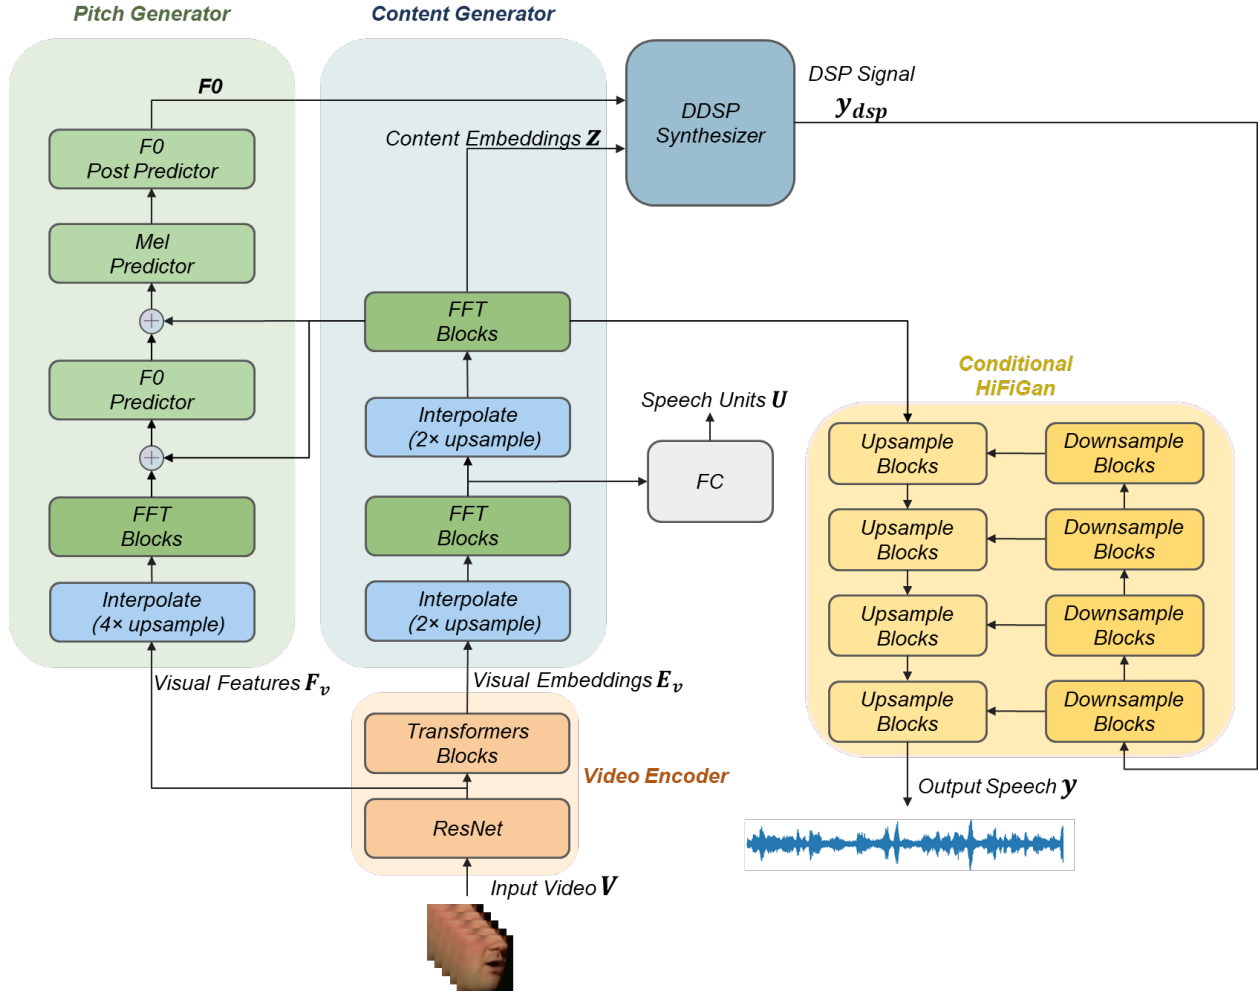 Pitch Generator
Content Generator
F0
DSP Signal
y_dsp
DDSP
Synthesizer
Content Embeddings Z
F0
Post Predictor
Mel
Predictor
+
FFT
Blocks
F0
Predictor
Interpolate
(2× upsample)
Speech Units U
FC
+
FFT
Blocks
FFT
Blocks
Interpolate
(4× upsample)
Interpolate
(2× upsample)
Visual Features F_v
Visual Embeddings E_v
Transformers
Blocks
Video Encoder
ResNet
Input Video V
Conditional
HiFiGan
Upsample
Blocks
Downsample
Blocks
Upsample
Blocks
Downsample
Blocks
Upsample
Blocks
Downsample
Blocks
Upsample
Blocks
Downsample
Blocks
Output Speech y